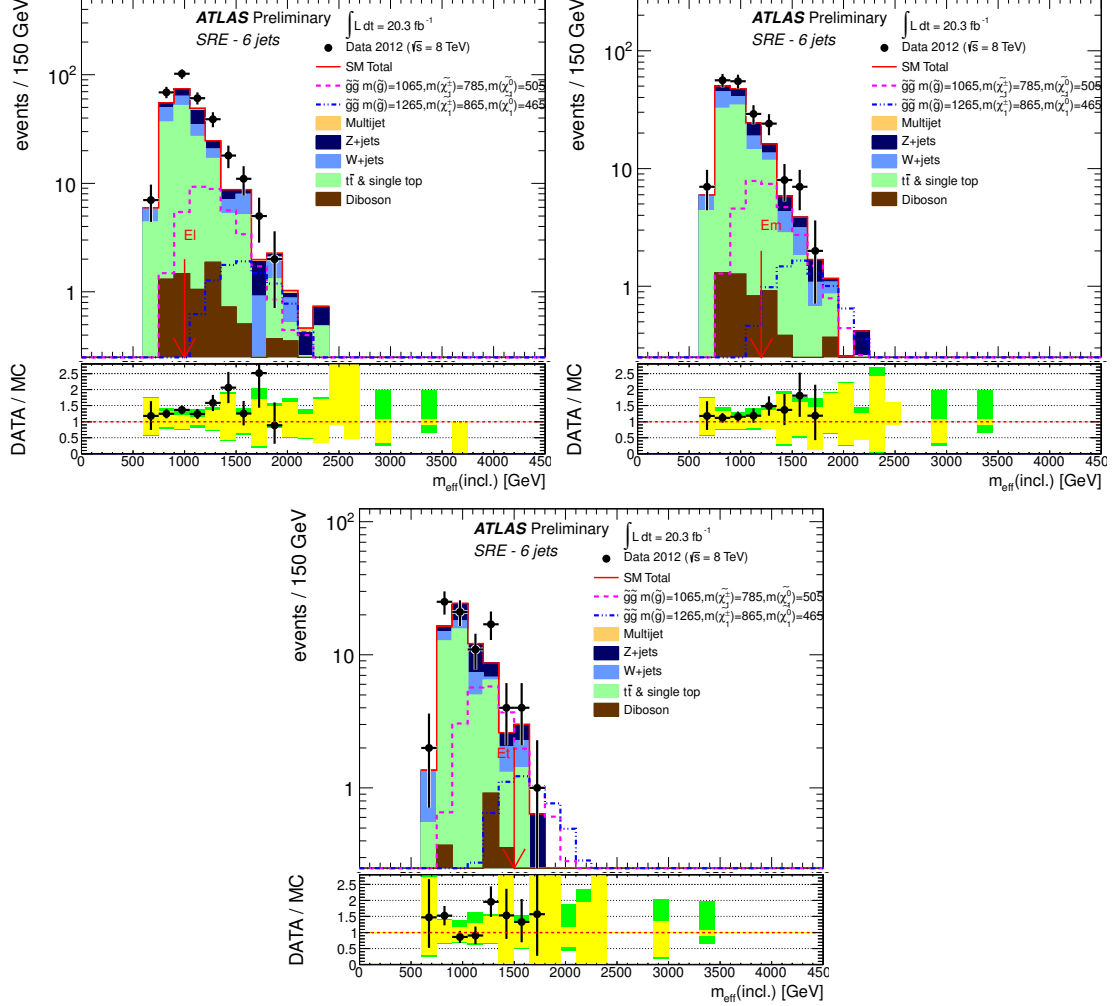 ATLAS Preliminary
SRE - 6 jets
∫ L dt = 20.3 fb⁻¹
Data 2012 (√s = 8 TeV)
SM Total
g̃g̃ m(g̃)=1065,m(χ̃₁±)=785,m(χ̃₁⁰)=505
g̃g̃ m(g̃)=1265,m(χ̃₁±)=865,m(χ̃₁⁰)=465
Multijet
Z+jets
W+jets
tt̄ & single top
Diboson
events / 150 GeV
10²
10
1
El
DATA / MC
2.5
2
1.5
1
0.5
0
0 500 1000 1500 2000 2500 3000 3500 4000 450
m_eff(incl.) [GeV]
ATLAS Preliminary
SRE - 6 jets
∫ L dt = 20.3 fb⁻¹
Data 2012 (√s = 8 TeV)
SM Total
g̃g̃ m(g̃)=1065,m(χ̃₁±)=785,m(χ̃₁⁰)=505
g̃g̃ m(g̃)=1265,m(χ̃₁±)=865,m(χ̃₁⁰)=465
Multijet
Z+jets
W+jets
tt̄ & single top
Diboson
events / 150 GeV
10²
10
1
Em
DATA / MC
2.5
2
1.5
1
0.5
0
0 500 1000 1500 2000 2500 3000 3500 4000 450
m_eff(incl.) [GeV]
ATLAS Preliminary
SRE - 6 jets
∫ L dt = 20.3 fb⁻¹
Data 2012 (√s = 8 TeV)
SM Total
g̃g̃ m(g̃)=1065,m(χ̃₁±)=785,m(χ̃₁⁰)=505
g̃g̃ m(g̃)=1265,m(χ̃₁±)=865,m(χ̃₁⁰)=465
Multijet
Z+jets
W+jets
tt̄ & single top
Diboson
events / 150 GeV
10²
10
1
Et
DATA / MC
2.5
2
1.5
1
0.5
0
0 500 1000 1500 2000 2500 3000 3500 4000 450
m_eff(incl.) [GeV]